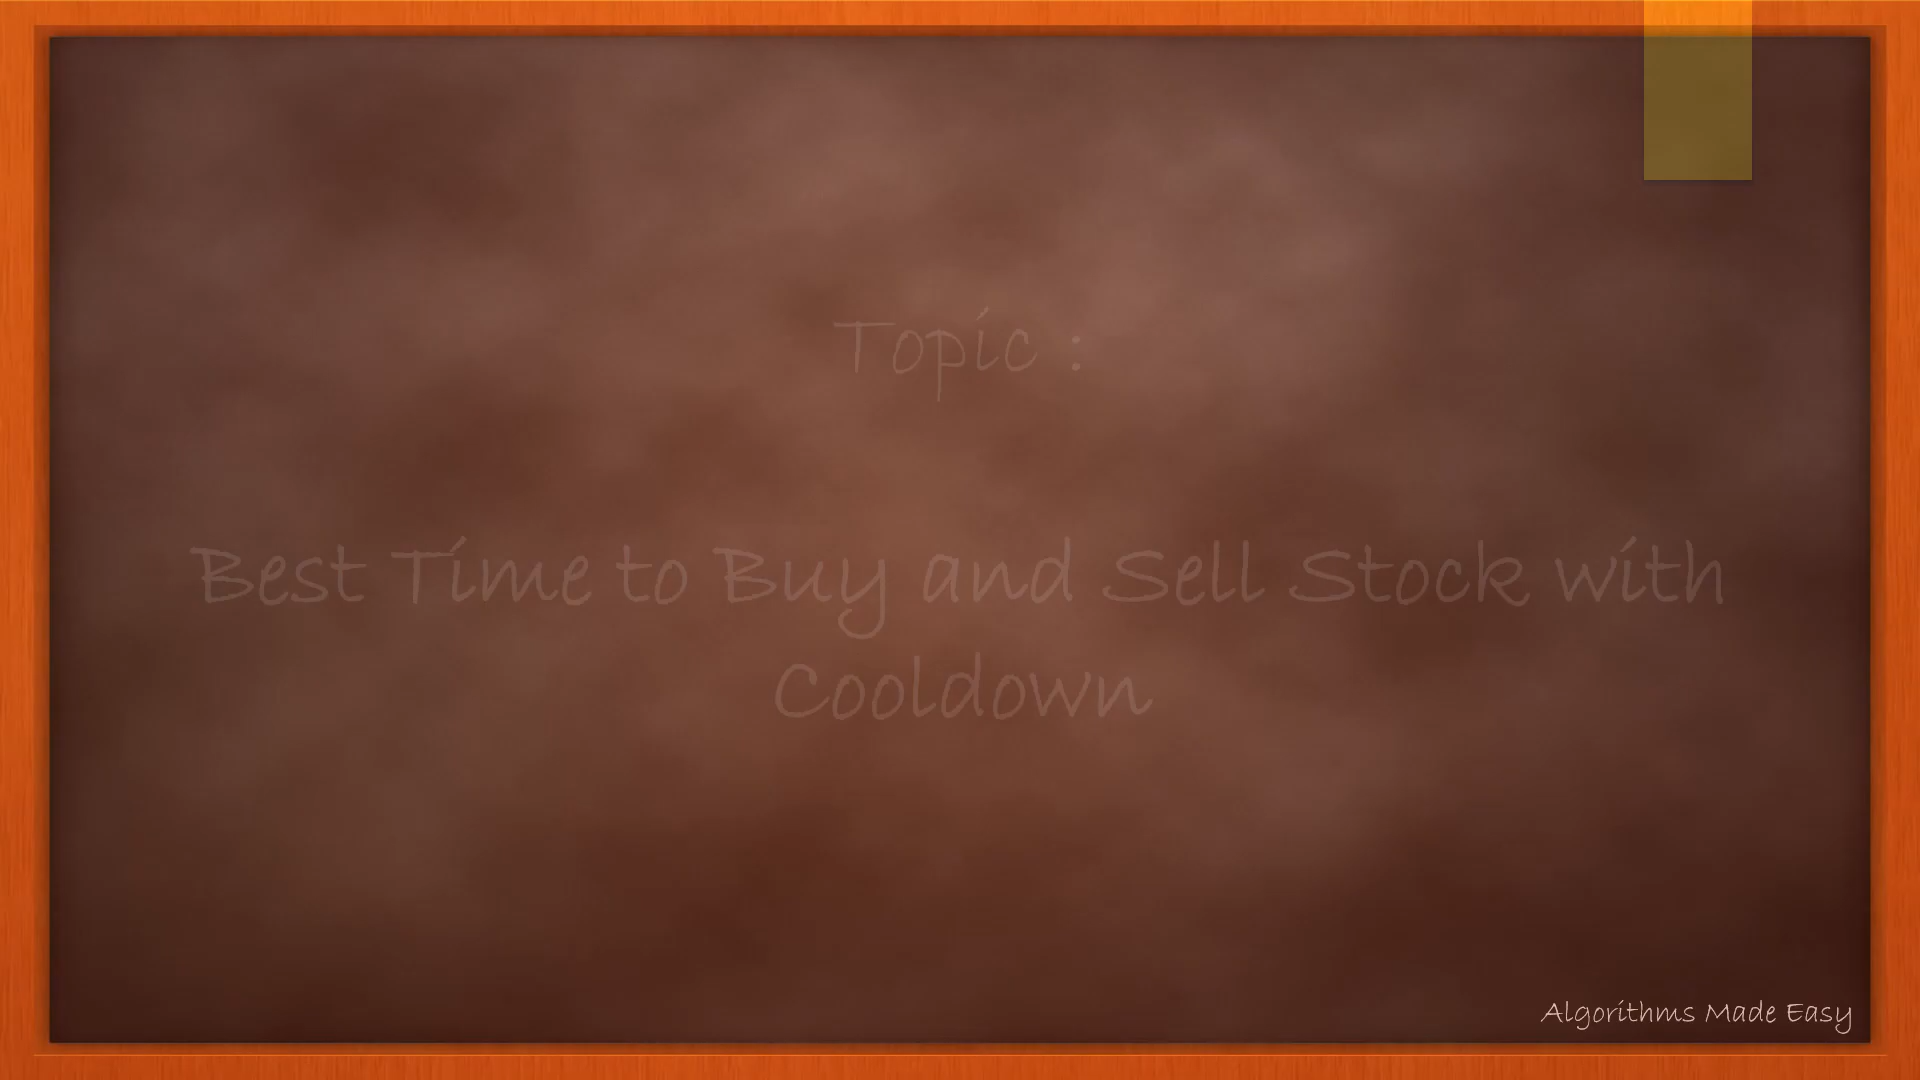 Topic :
Best Time to Buy and Sell Stock with
Cooldown
Algorithms Made Easy